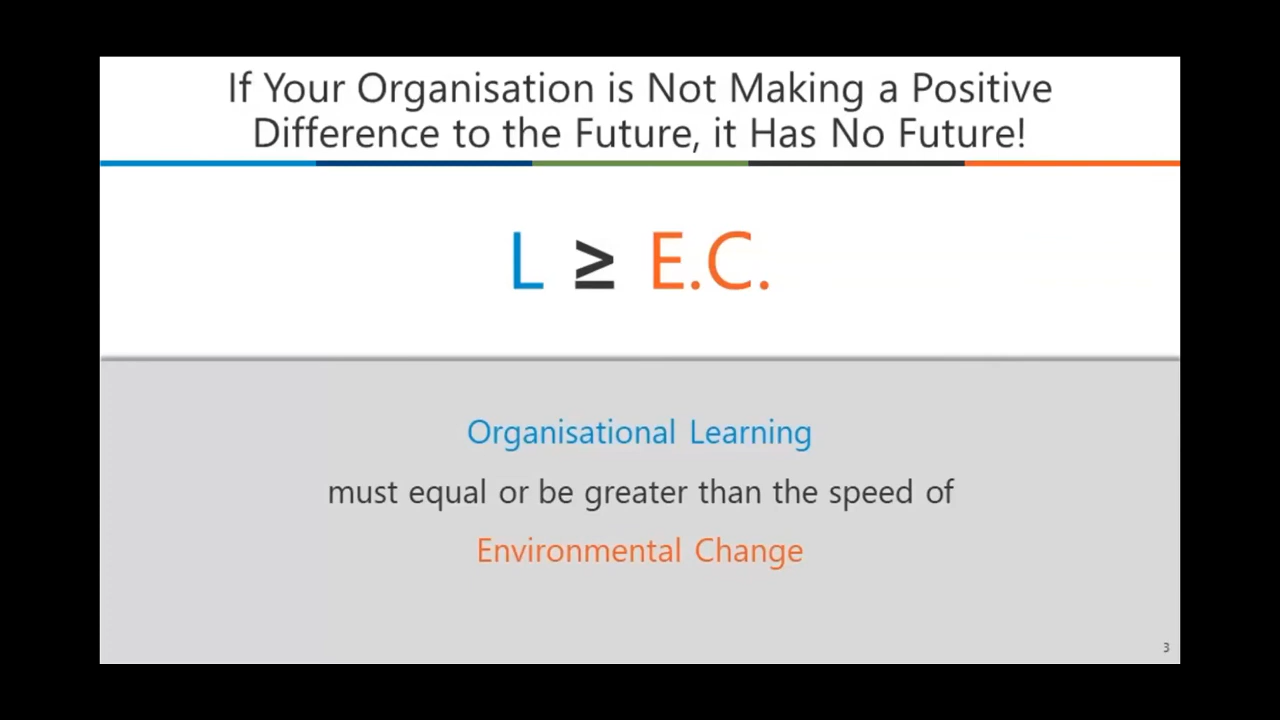 If Your Organisation is Not Making a Positive
Difference to the Future, it Has No Future!
L ≥ E.C.
Organisational Learning
must equal or be greater than the speed of
Environmental Change
3